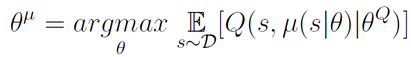 θ^μ = argmax_θ 𝔼_{s∼𝒟}[Q(s, μ(s|θ)|θ^Q)]